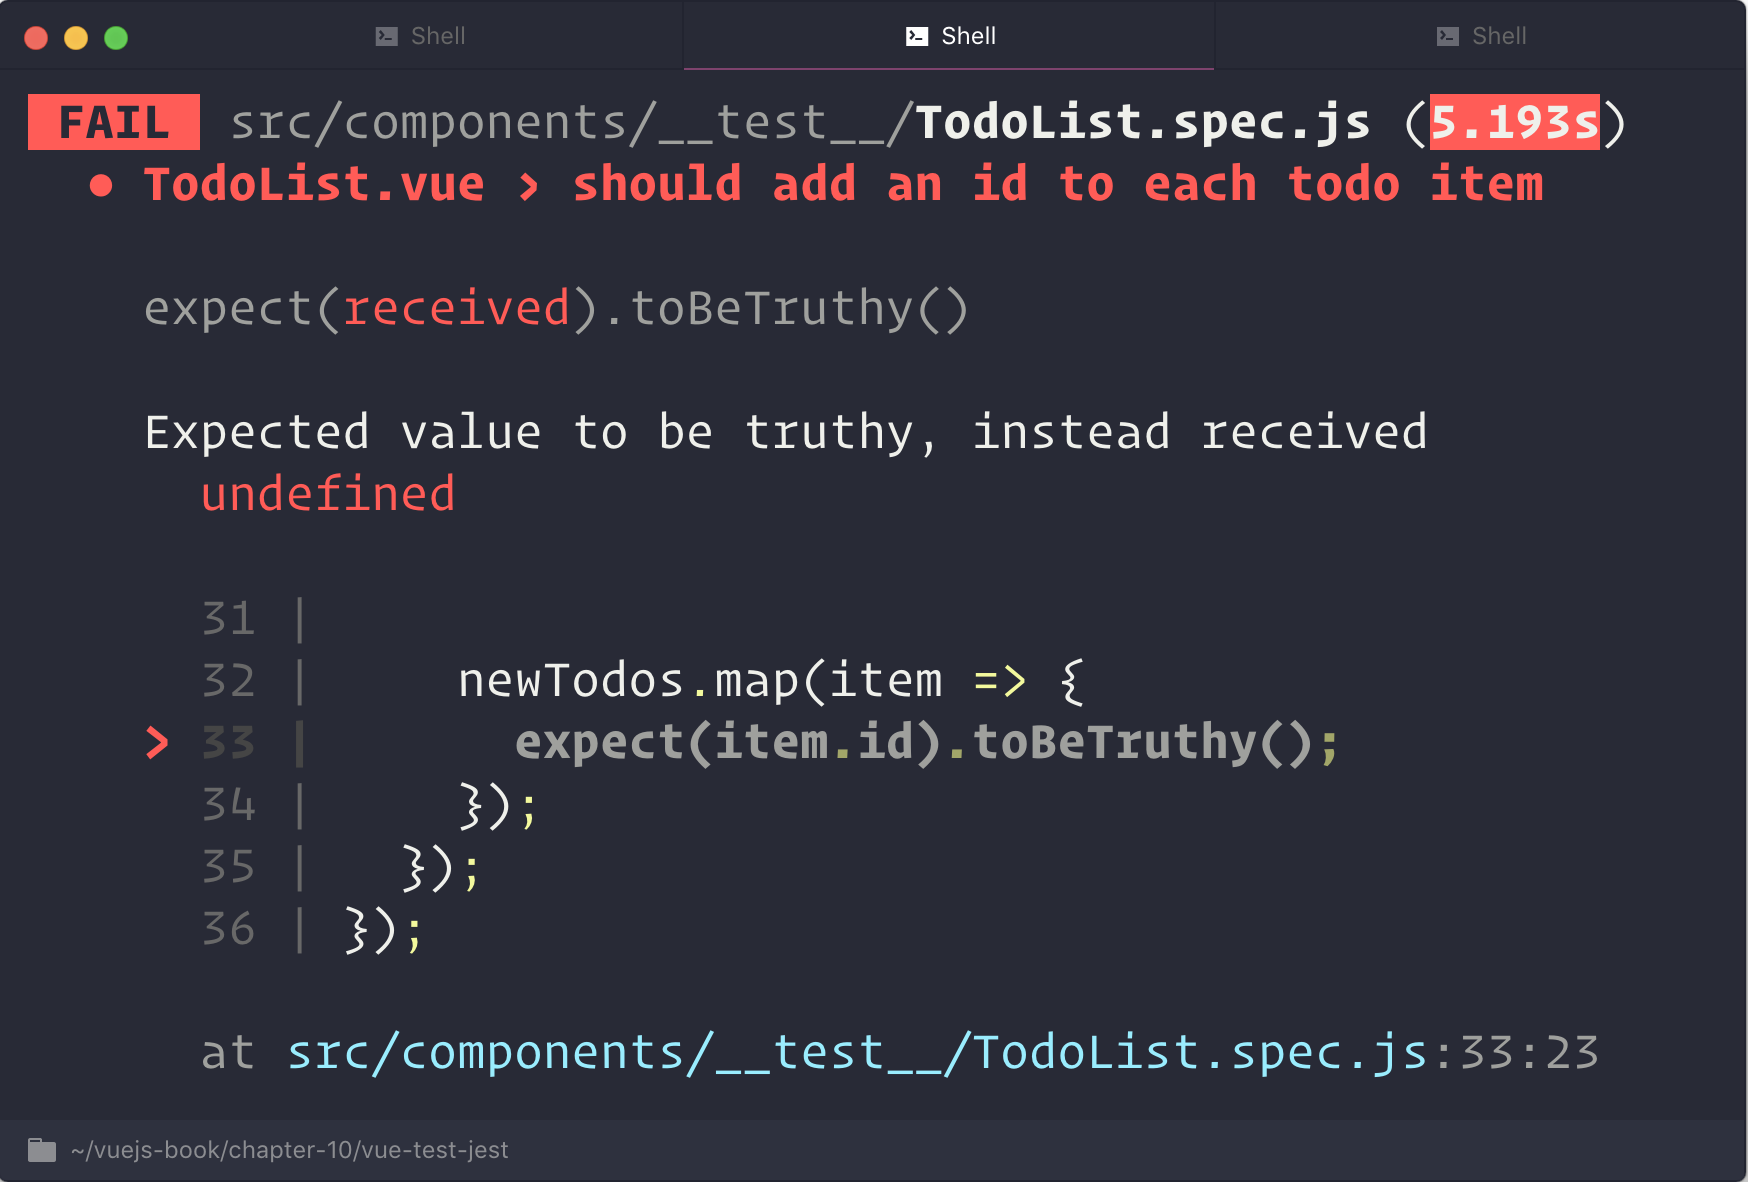 Shell Shell Shell
FAIL src/components/__test__/TodoList.spec.js (5.193s)
● TodoList.vue › should add an id to each todo item
expect(received).toBeTruthy()
Expected value to be truthy, instead received
undefined
31 |
32 | newTodos.map(item => {
> 33 | expect(item.id).toBeTruthy();
34 | });
35 | });
36 | });
at src/components/__test__/TodoList.spec.js:33:23
~/vuejs-book/chapter-10/vue-test-jest